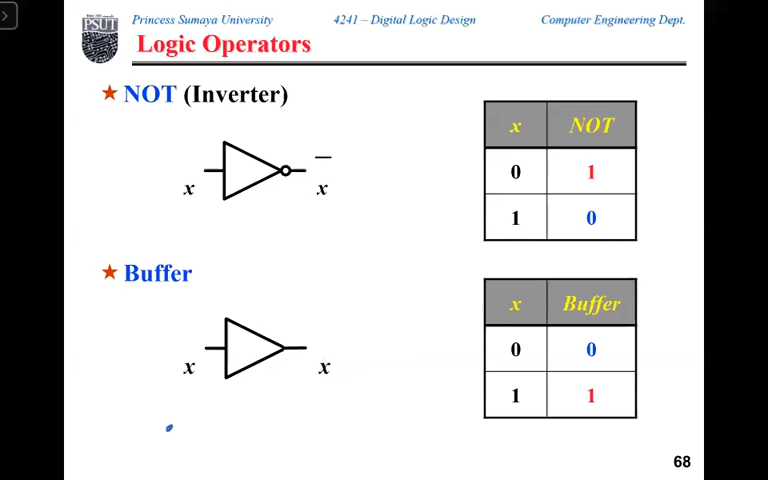 Princess Sumaya University 4241 – Digital Logic Design Computer Engineering Dept.
PSUT
Logic Operators
NOT (Inverter)
x NOT
0 1
1 0
x x̅
Buffer
x Buffer
0 0
1 1
x x
68